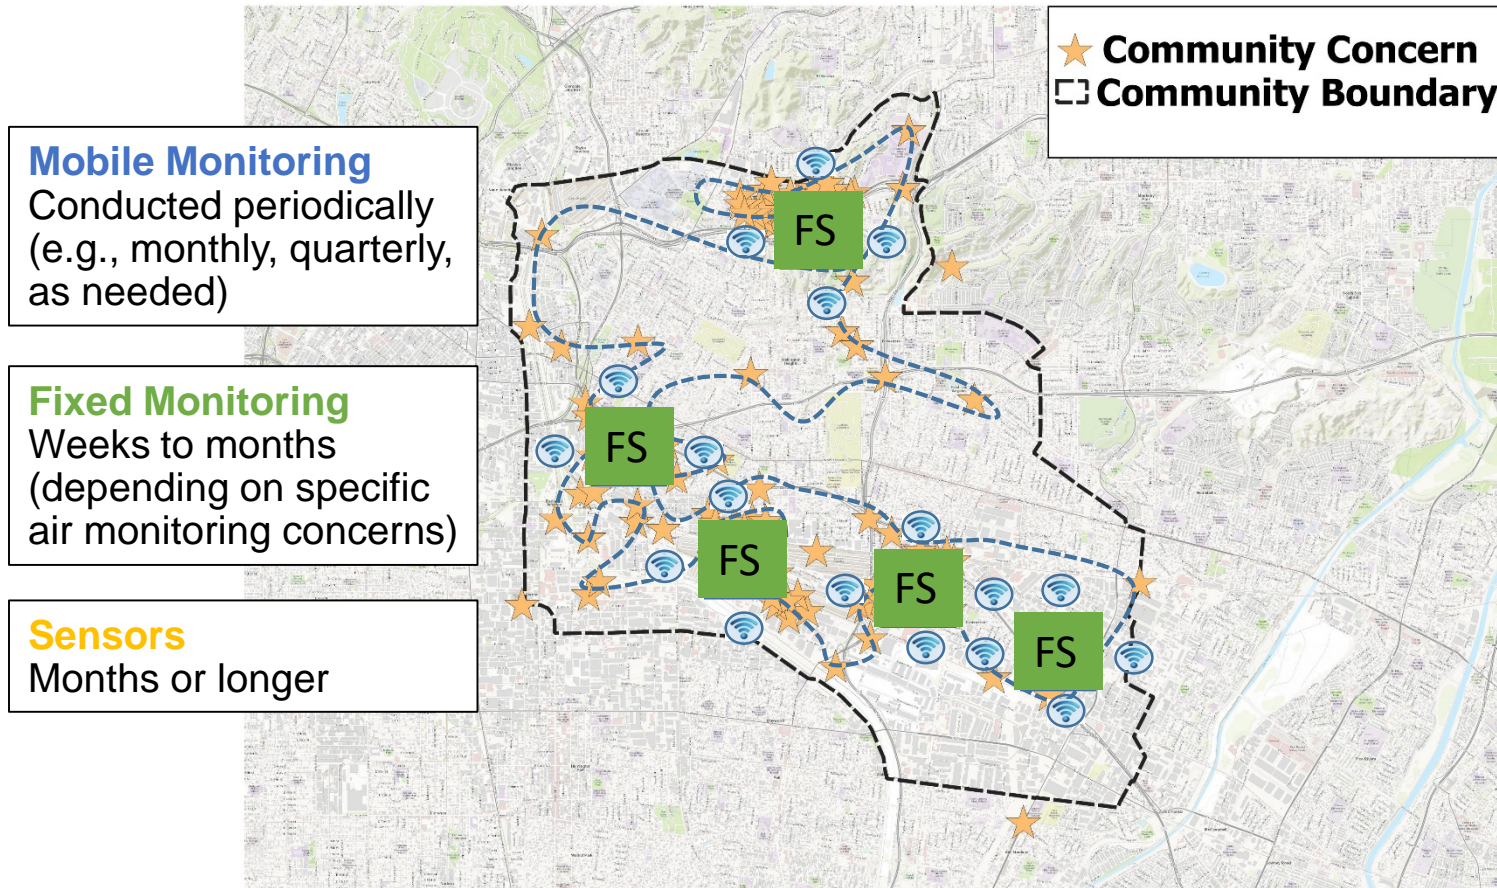 Community Concern
Community Boundary
Mobile Monitoring
Conducted periodically
(e.g., monthly, quarterly,
as needed)
Fixed Monitoring
Weeks to months
(depending on specific
air monitoring concerns)
Sensors
Months or longer
FS
FS
FS
FS
FS